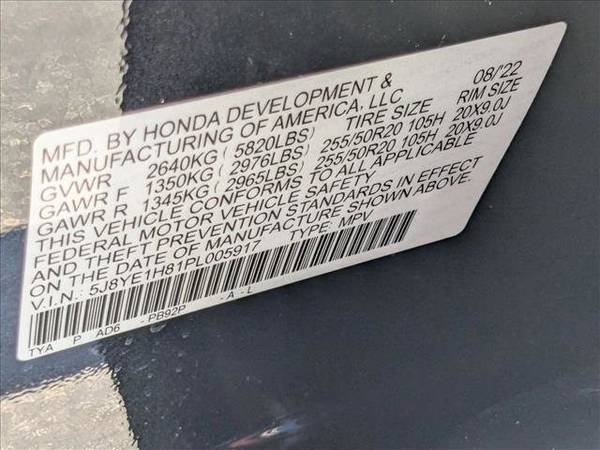 MFD. BY HONDA DEVELOPMENT & 08/'22
MANUFACTURING OF AMERICA, LLC
GVWR 2640KG (5820LBS) TIRE SIZE RIM SIZE
GAWR F 1350KG (2976LBS) 255/50R20 105H 20X9.0J
GAWR R 1345KG (2965LBS) 255/50R20 105H 20X9.0J
THIS VEHICLE CONFORMS TO ALL APPLICABLE
FEDERAL MOTOR VEHICLE SAFETY
AND THEFT PREVENTION STANDARDS IN EFFECT
ON THE DATE OF MANUFACTURE SHOWN ABOVE.
V.I.N.: 5J8YE1H81PL005917 TYPE: MPV
TYA P AD6 -PB92P -A-L